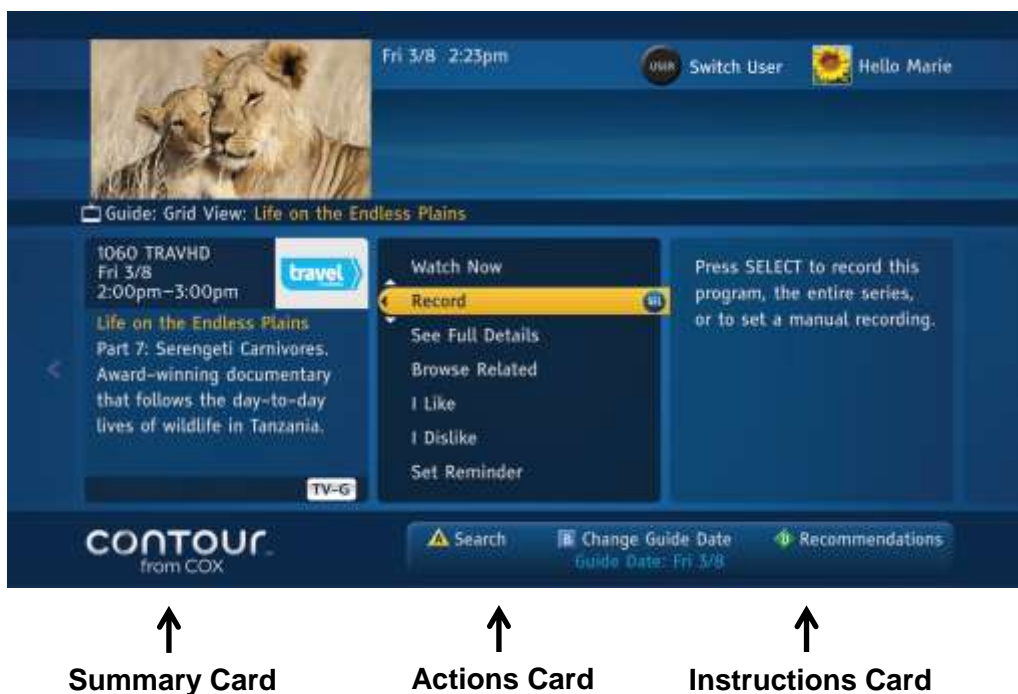 Fri 3/8 2:23pm
USER Switch User
Hello Marie
Guide: Grid View: Life on the Endless Plains
1060 TRAVHD
Fri 3/8
2:00pm–3:00pm
travel
Life on the Endless Plains
Part 7: Serengeti Carnivores.
Award-winning documentary
that follows the day-to-day
lives of wildlife in Tanzania.
TV-G
Watch Now
Record SEL
See Full Details
Browse Related
I Like
I Dislike
Set Reminder
Press SELECT to record this
program, the entire series,
or to set a manual recording.
contour
from COX
A Search
B Change Guide Date
Guide Date: Fri 3/8
D Recommendations
Summary Card
Actions Card
Instructions Card